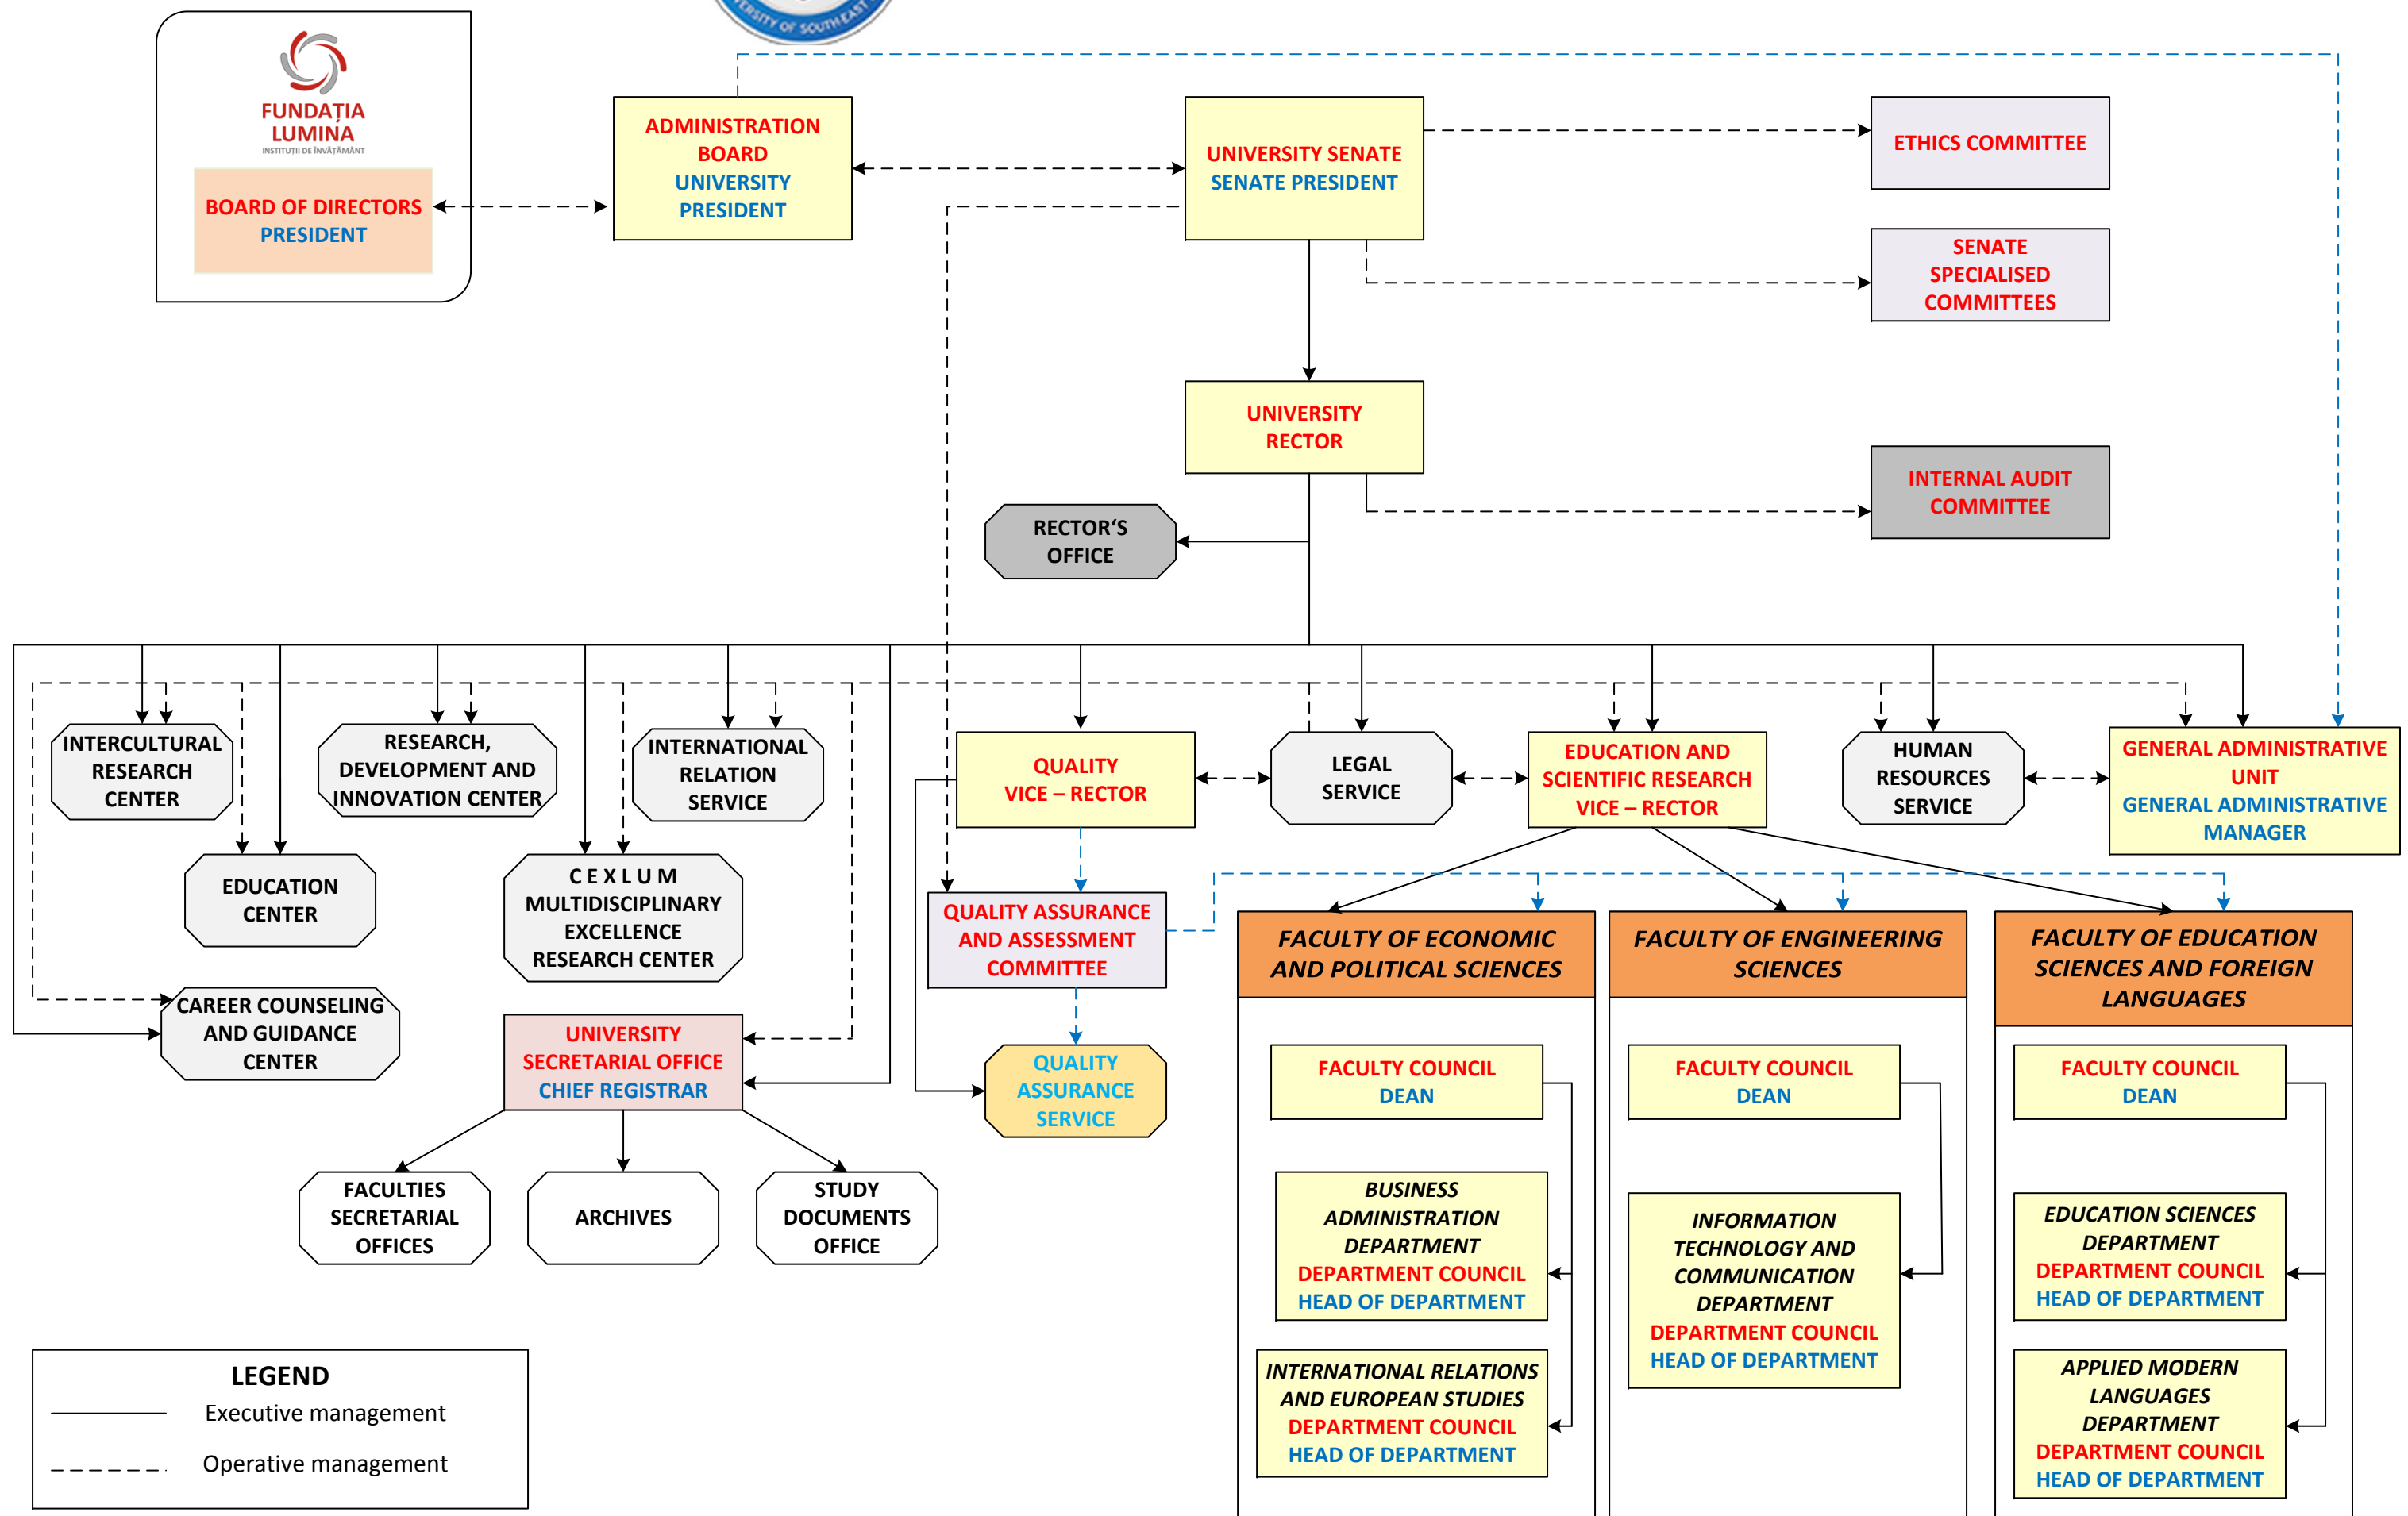 ERSITY OF SOUTH-EAST
FUNDAȚIA
LUMINA
INSTITUȚII DE ÎNVĂȚĂMÂNT
BOARD OF DIRECTORS
PRESIDENT
ADMINISTRATION
BOARD
UNIVERSITY
PRESIDENT
UNIVERSITY SENATE
SENATE PRESIDENT
ETHICS COMMITTEE
SENATE
SPECIALISED
COMMITTEES
UNIVERSITY
RECTOR
INTERNAL AUDIT
COMMITTEE
RECTOR‘S
OFFICE
INTERCULTURAL
RESEARCH
CENTER
RESEARCH,
DEVELOPMENT AND
INNOVATION CENTER
INTERNATIONAL
RELATION
SERVICE
QUALITY
VICE – RECTOR
LEGAL
SERVICE
EDUCATION AND
SCIENTIFIC RESEARCH
VICE – RECTOR
HUMAN
RESOURCES
SERVICE
GENERAL ADMINISTRATIVE
UNIT
GENERAL ADMINISTRATIVE
MANAGER
EDUCATION
CENTER
C E X L U M
MULTIDISCIPLINARY
EXCELLENCE
RESEARCH CENTER
QUALITY ASSURANCE
AND ASSESSMENT
COMMITTEE
FACULTY OF ECONOMIC
AND POLITICAL SCIENCES
FACULTY OF ENGINEERING
SCIENCES
FACULTY OF EDUCATION
SCIENCES AND FOREIGN
LANGUAGES
CAREER COUNSELING
AND GUIDANCE
CENTER
UNIVERSITY
SECRETARIAL OFFICE
CHIEF REGISTRAR
QUALITY
ASSURANCE
SERVICE
FACULTY COUNCIL
DEAN
FACULTY COUNCIL
DEAN
FACULTY COUNCIL
DEAN
FACULTIES
SECRETARIAL
OFFICES
ARCHIVES
STUDY
DOCUMENTS
OFFICE
BUSINESS
ADMINISTRATION
DEPARTMENT
DEPARTMENT COUNCIL
HEAD OF DEPARTMENT
INFORMATION
TECHNOLOGY AND
COMMUNICATION
DEPARTMENT
DEPARTMENT COUNCIL
HEAD OF DEPARTMENT
EDUCATION SCIENCES
DEPARTMENT
DEPARTMENT COUNCIL
HEAD OF DEPARTMENT
INTERNATIONAL RELATIONS
AND EUROPEAN STUDIES
DEPARTMENT COUNCIL
HEAD OF DEPARTMENT
APPLIED MODERN
LANGUAGES
DEPARTMENT
DEPARTMENT COUNCIL
HEAD OF DEPARTMENT
LEGEND
Executive management
Operative management